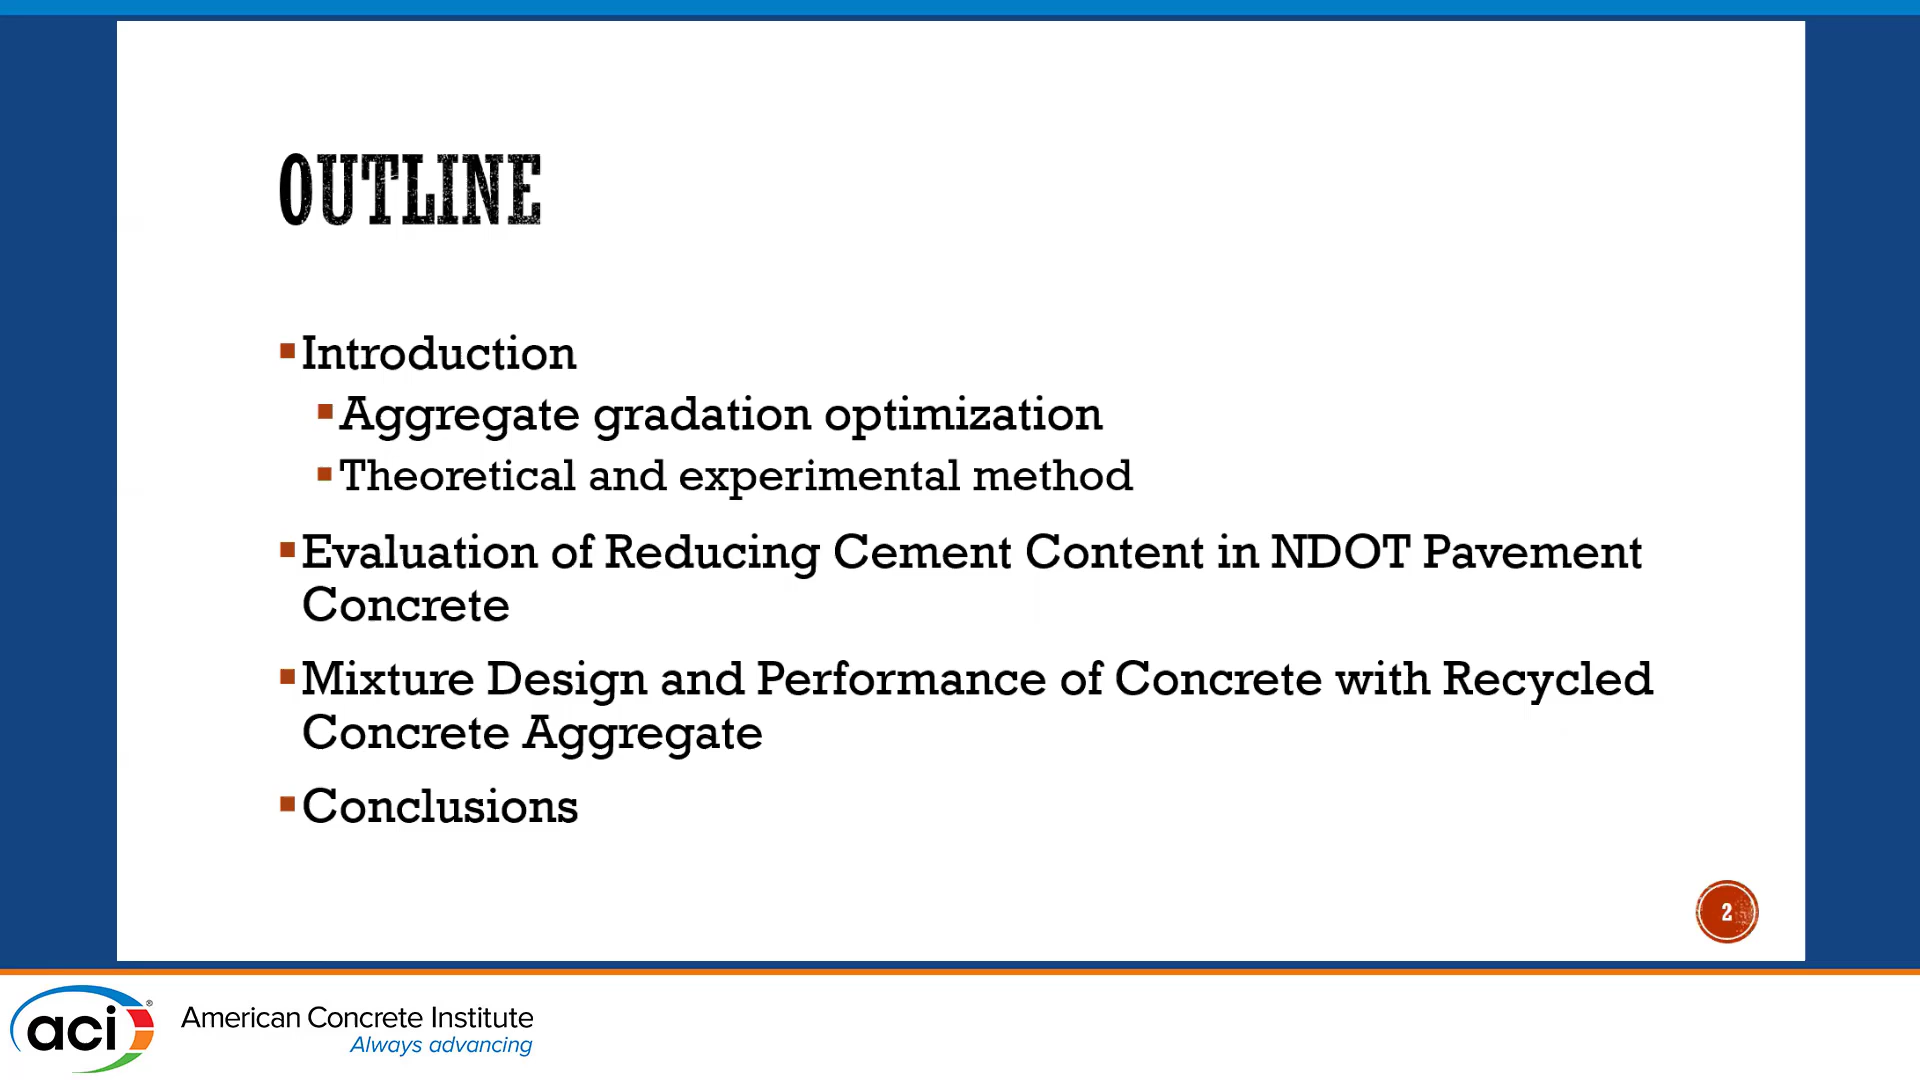 OUTLINE
Introduction
Aggregate gradation optimization
Theoretical and experimental method
Evaluation of Reducing Cement Content in NDOT Pavement
Concrete
Mixture Design and Performance of Concrete with Recycled
Concrete Aggregate
Conclusions
2
aci®
American Concrete Institute
Always advancing